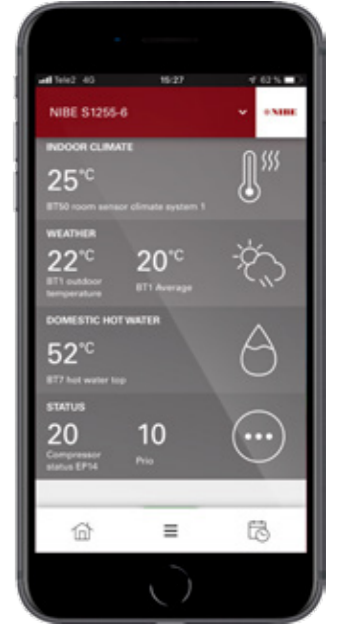 Tele2 4G 15:27 62 %
NIBE S1255-6
NIBE
INDOOR CLIMATE
25°C
BT50 room sensor climate system 1
WEATHER
22°C 20°C
BT1 outdoor
temperature
BT1 Average
DOMESTIC HOT WATER
52°C
BT7 hot water top
STATUS
20 10
Compressor
status EP14
Prio